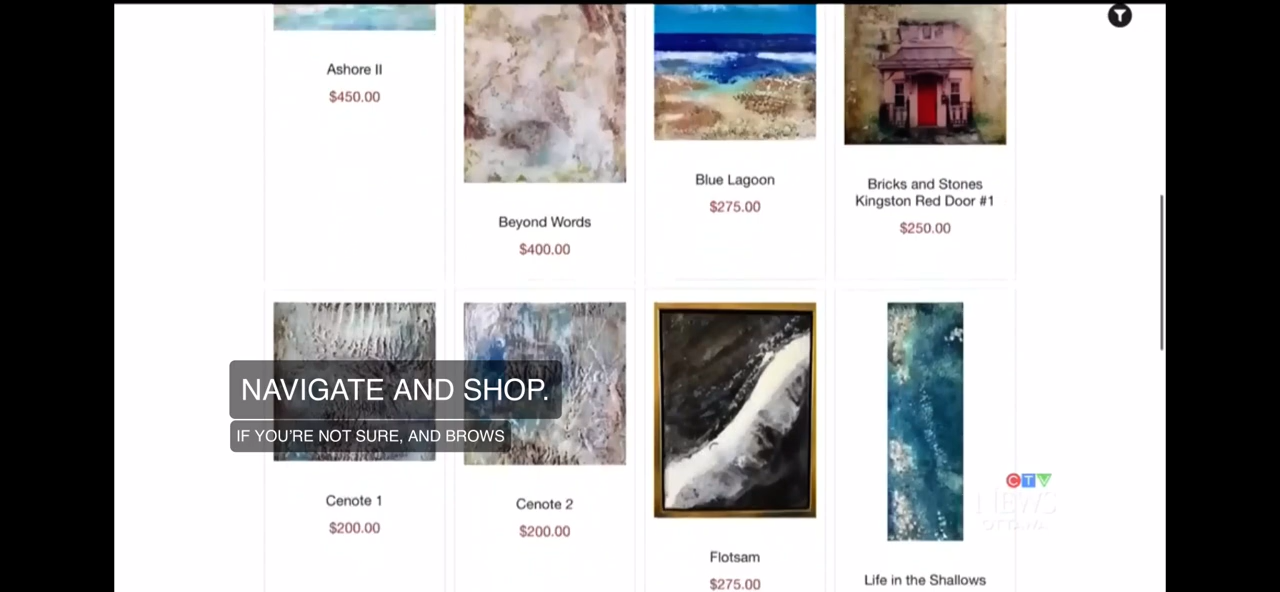 Ashore II
$450.00
Beyond Words
$400.00
Blue Lagoon
$275.00
Bricks and Stones
Kingston Red Door #1
$250.00
NAVIGATE AND SHOP.
IF YOU'RE NOT SURE, AND BROWS
Cenote 1
$200.00
Cenote 2
$200.00
Flotsam
$275.00
Life in the Shallows
CTV
NEWS
OTTAWA